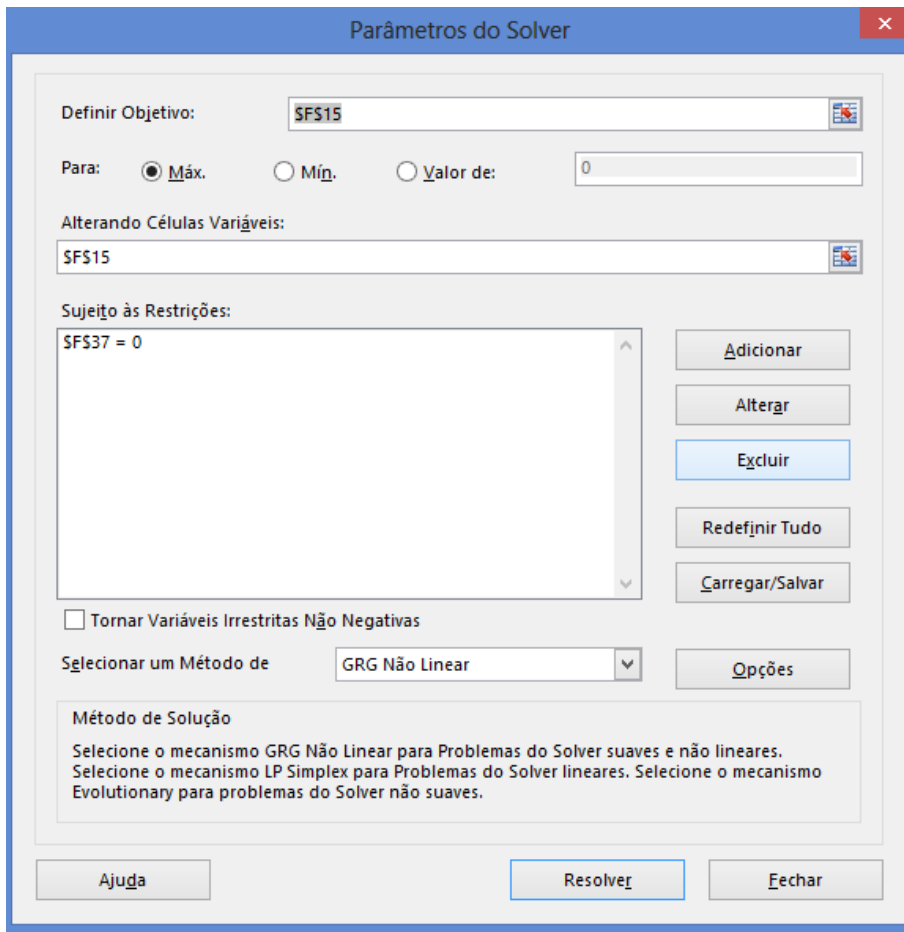 Parâmetros do Solver
Definir Objetivo: $F$15
Para: Máx. Mín. Valor de: 0
Alterando Células Variáveis:
$F$15
Sujeito às Restrições:
$F$37 = 0
Adicionar
Alterar
Excluir
Redefinir Tudo
Carregar/Salvar
Tornar Variáveis Irrestritas Não Negativas
Selecionar um Método de GRG Não Linear Opções
Método de Solução
Selecione o mecanismo GRG Não Linear para Problemas do Solver suaves e não lineares.
Selecione o mecanismo LP Simplex para Problemas do Solver lineares. Selecione o mecanismo
Evolutionary para problemas do Solver não suaves.
Ajuda Resolver Fechar